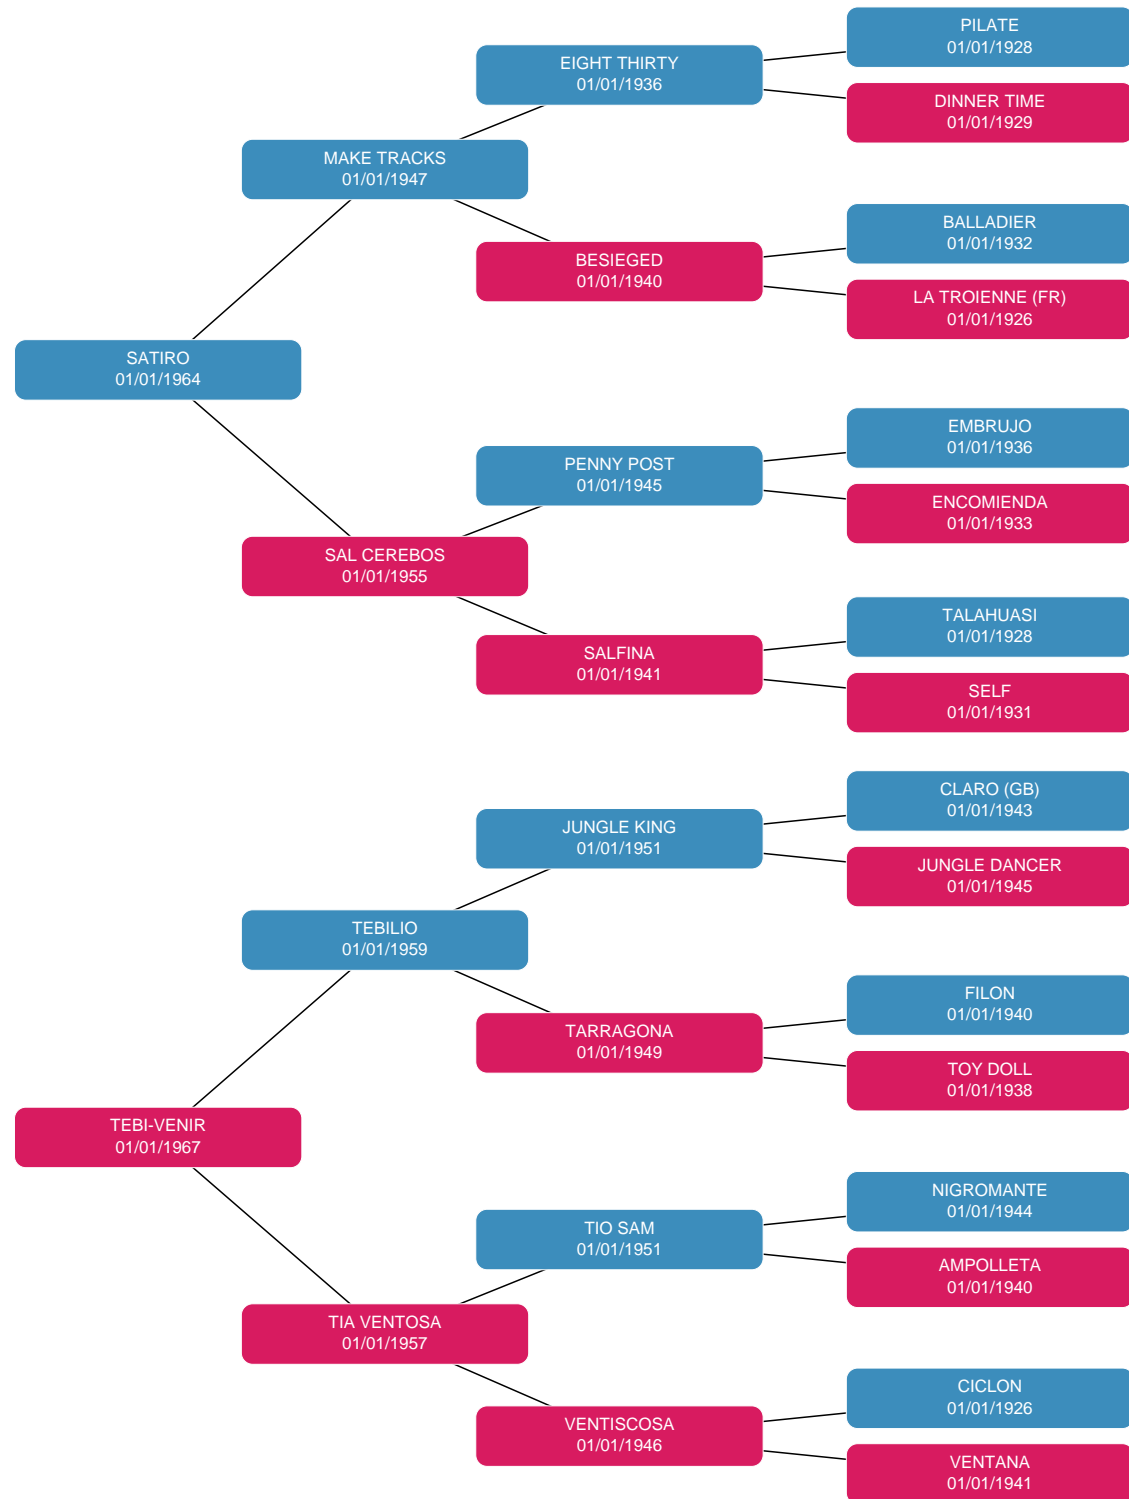 PILATE
01/01/1928
EIGHT THIRTY
01/01/1936
DINNER TIME
01/01/1929
MAKE TRACKS
01/01/1947
BALLADIER
01/01/1932
BESIEGED
01/01/1940
LA TROIENNE (FR)
01/01/1926
SATIRO
01/01/1964
EMBRUJO
01/01/1936
PENNY POST
01/01/1945
ENCOMIENDA
01/01/1933
SAL CEREBOS
01/01/1955
TALAHUASI
01/01/1928
SALFINA
01/01/1941
SELF
01/01/1931
CLARO (GB)
01/01/1943
JUNGLE KING
01/01/1951
JUNGLE DANCER
01/01/1945
TEBILIO
01/01/1959
FILON
01/01/1940
TARRAGONA
01/01/1949
TOY DOLL
01/01/1938
TEBI-VENIR
01/01/1967
NIGROMANTE
01/01/1944
TIO SAM
01/01/1951
AMPOLLETA
01/01/1940
TIA VENTOSA
01/01/1957
CICLON
01/01/1926
VENTISCOSA
01/01/1946
VENTANA
01/01/1941